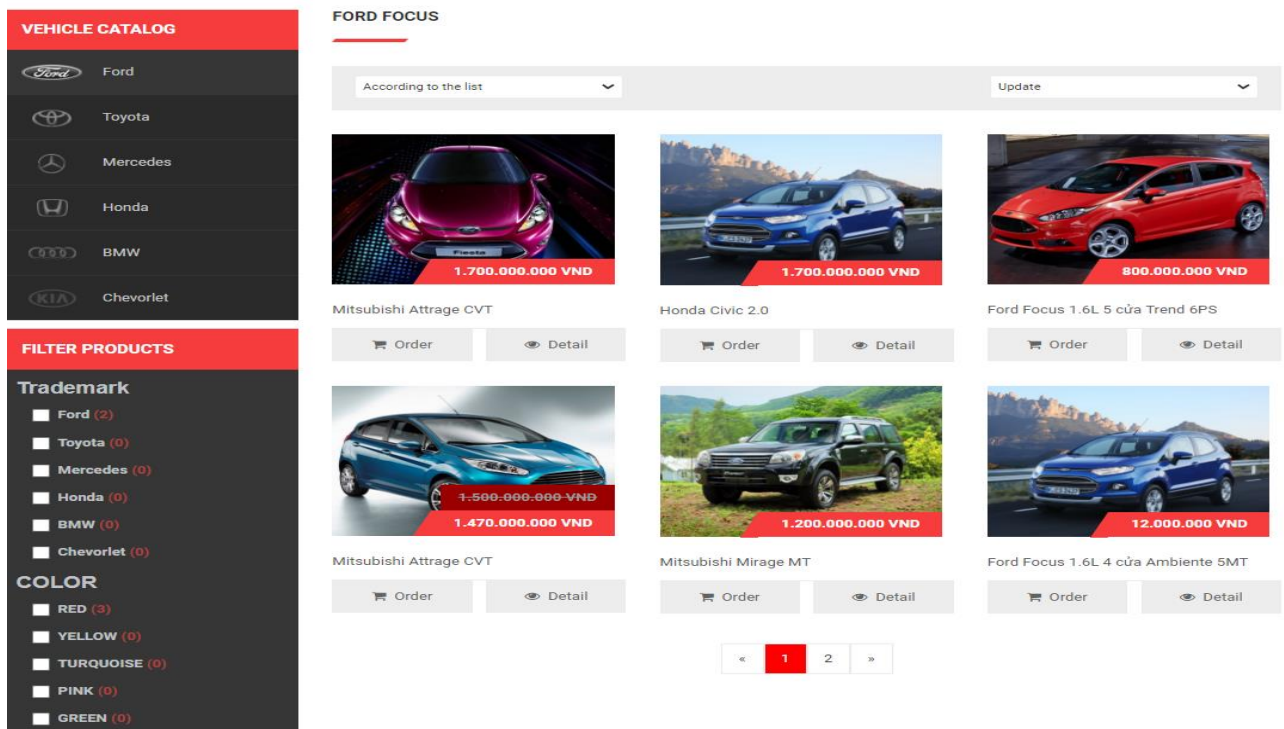 VEHICLE CATALOG
Ford
Ford
Toyota
Mercedes
Honda
BMW
KIA
Chevorlet
FILTER PRODUCTS
Trademark
Ford (2)
Toyota (0)
Mercedes (0)
Honda (0)
BMW (0)
Chevorlet (0)
COLOR
RED (3)
YELLOW (0)
TURQUOISE (0)
PINK (0)
GREEN (0)
FORD FOCUS
According to the list
Update
Fiesta
1.700.000.000 VND
1.700.000.000 VND
800.000.000 VND
Mitsubishi Attrage CVT
Honda Civic 2.0
Ford Focus 1.6L 5 cửa Trend 6PS
Order Detail
Order Detail
Order Detail
1.500.000.000 VND
1.470.000.000 VND
1.200.000.000 VND
12.000.000 VND
Mitsubishi Attrage CVT
Mitsubishi Mirage MT
Ford Focus 1.6L 4 cửa Ambiente 5MT
Order Detail
Order Detail
Order Detail
« 1 2 »